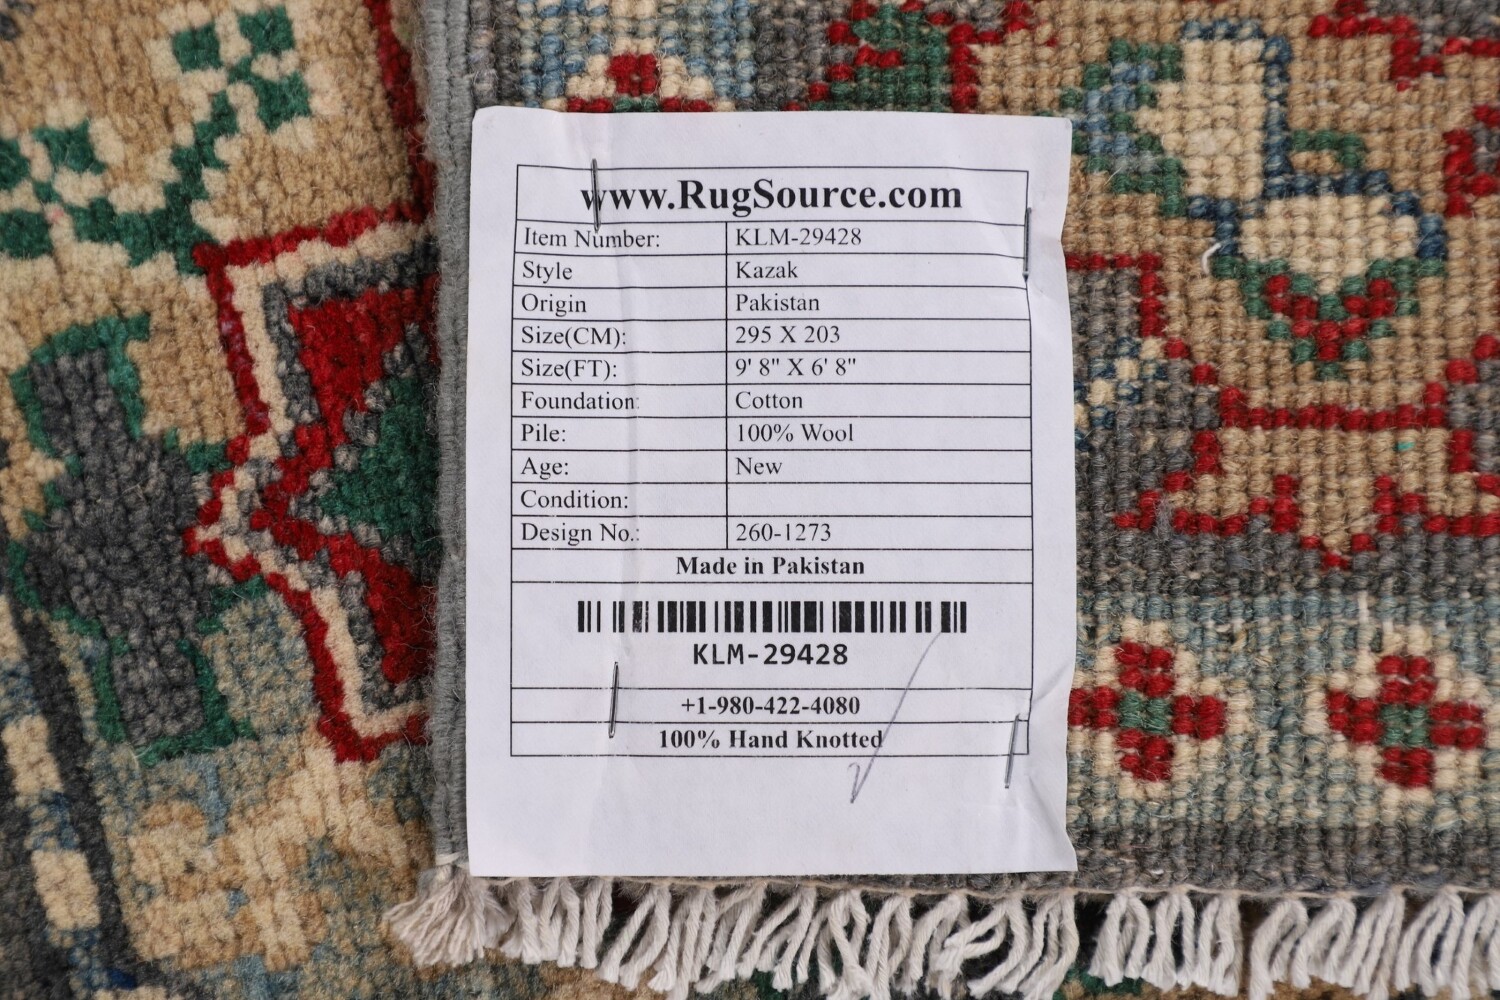 www.RugSource.com
Item Number: KLM-29428
Style Kazak
Origin Pakistan
Size(CM): 295 X 203
Size(FT): 9' 8" X 6' 8"
Foundation: Cotton
Pile: 100% Wool
Age: New
Condition:
Design No.: 260-1273
Made in Pakistan
KLM-29428
+1-980-422-4080
100% Hand Knotted